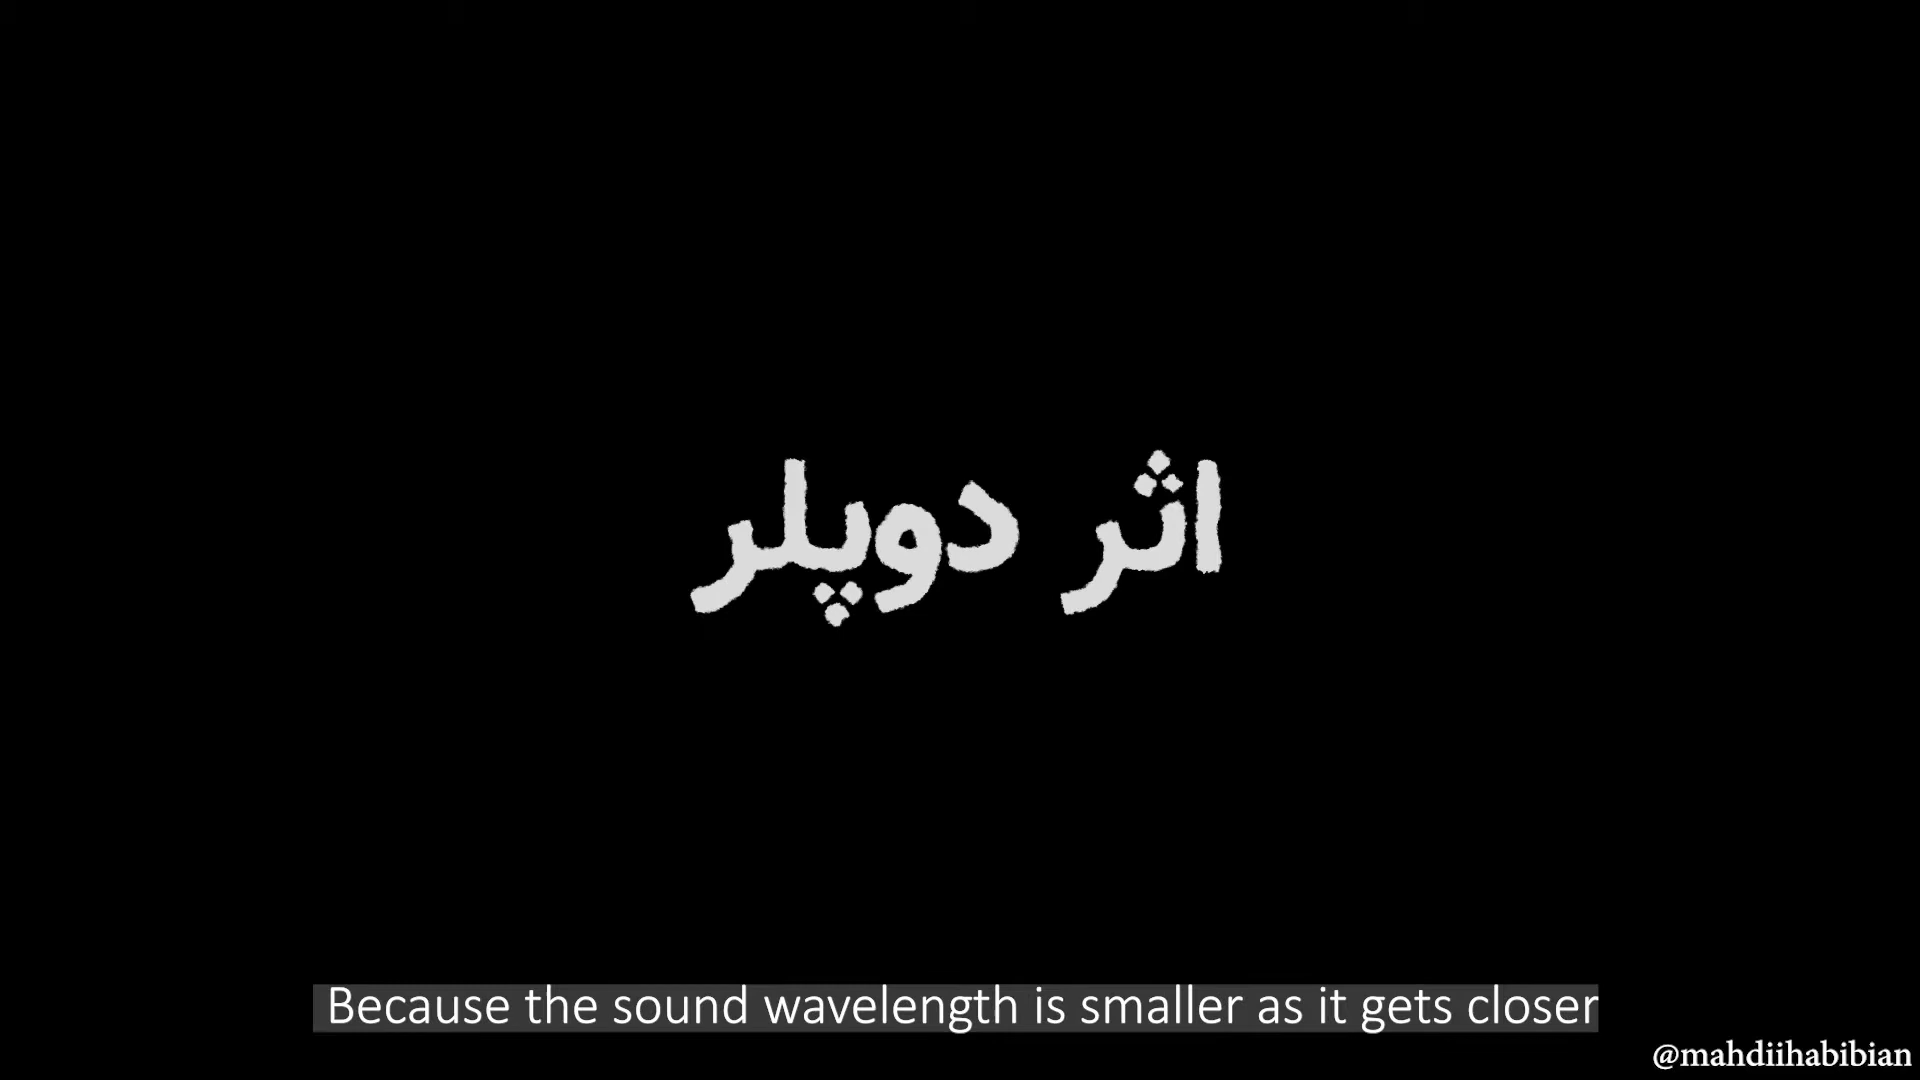 اثر دوپلر
Because the sound wavelength is smaller as it gets closer
@mahdiihabibian